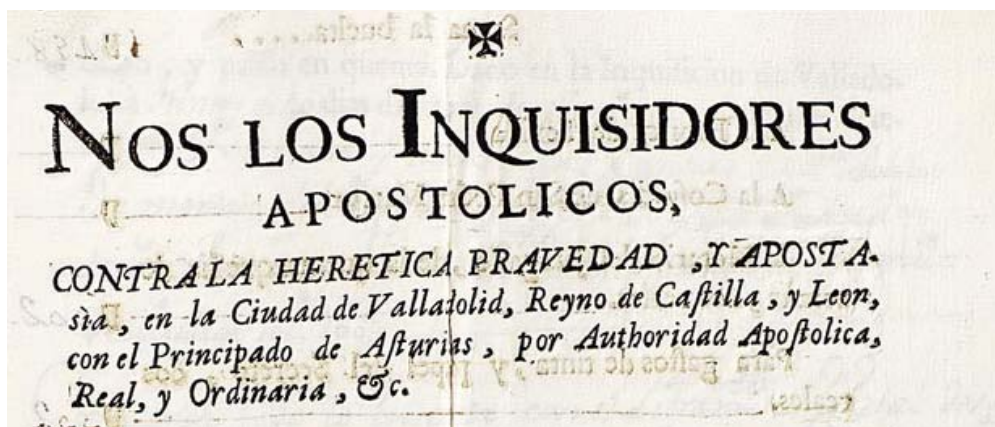 ✠
NOS LOS INQUISIDORES
APOSTOLICOS,
CONTRA LA HERETICA PRAVEDAD, Y APOSTA-
sìa, en la Ciudad de Valladolid, Reyno de Caſtilla, y Leon,
con el Principado de Aſturias, por Authoridad Apoſtolica,
Real, y Ordinaria, &c.